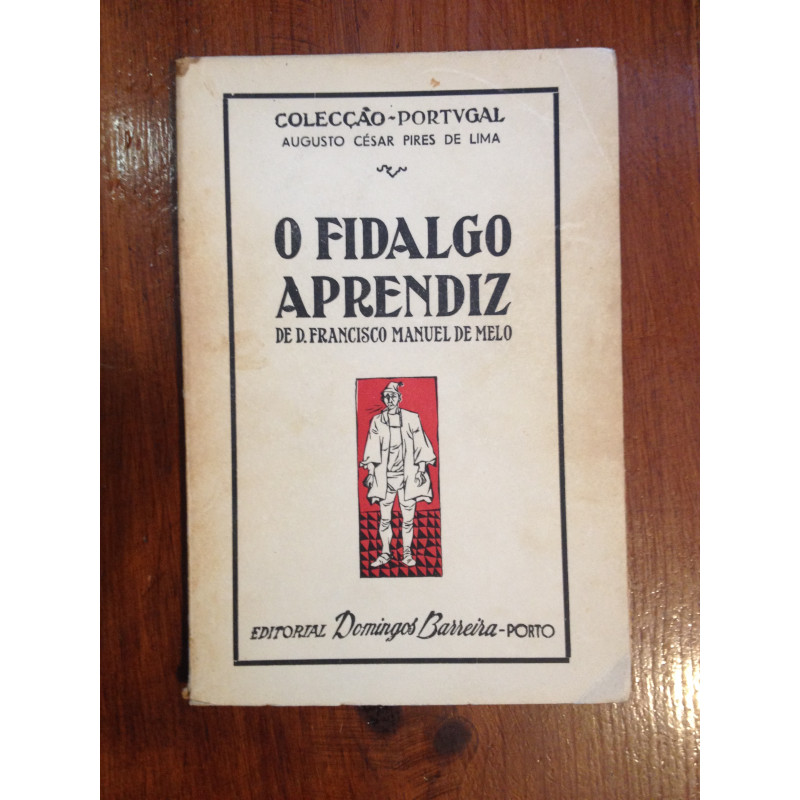 COLECÇÃO-PORTVGAL
AUGUSTO CÉSAR PIRES DE LIMA
O FIDALGO
APRENDIZ
DE D. FRANCISCO MANUEL DE MELO
EDITORIAL Domingos Barreira-PORTO